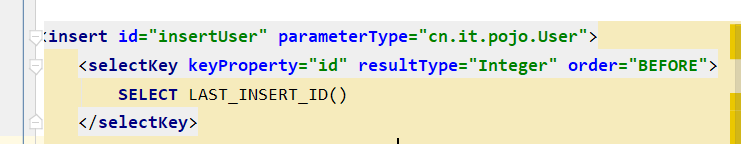 <insert id="insertUser" parameterType="cn.it.pojo.User">
<selectKey keyProperty="id" resultType="Integer" order="BEFORE">
SELECT LAST_INSERT_ID()
</selectKey>